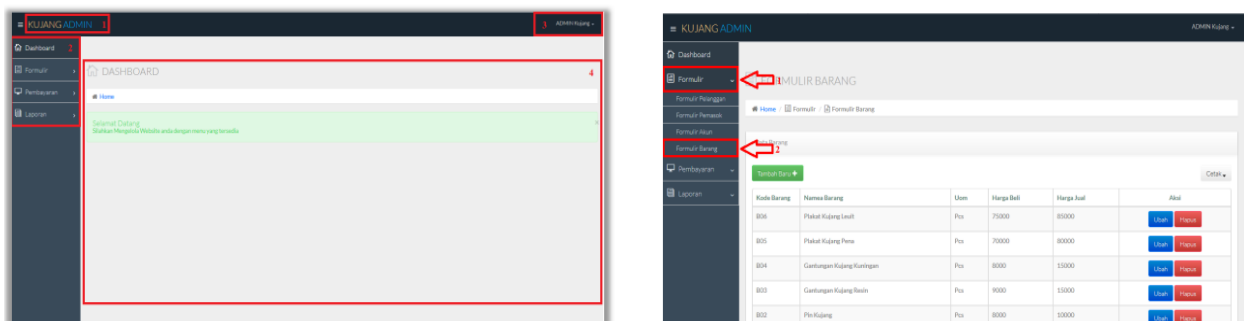 ≡ KUJANG ADMIN 1
3 ADMIN Kujang
Dashboard 2
Formulir
Pembayaran
Laporan
DASHBOARD 4
Home
Selamat Datang ×
Silahkan Mengelola Website anda dengan menu yang tersedia
≡ KUJANG ADMIN
ADMIN Kujang
Dashboard
Formulir 1
Formulir Pelanggan
Formulir Pemasok
Formulir Akun
Formulir Barang 2
Pembayaran
Laporan
FORMULIR BARANG
Home / Formulir / Formulir Barang
Barang
Tambah Baru +
Cetak
Kode Barang Namaa Barang Uom Harga Beli Harga Jual Aksi
B06 Plakat Kujang Leuit Pcs 75000 85000 Ubah Hapus
B05 Plakat Kujang Pena Pcs 70000 80000 Ubah Hapus
B04 Gantungan Kujang Kuningan Pcs 8000 15000 Ubah Hapus
B03 Gantungan Kujang Resin Pcs 9000 15000 Ubah Hapus
B02 Pin Kujang Pcs 8000 10000 Ubah Hapus